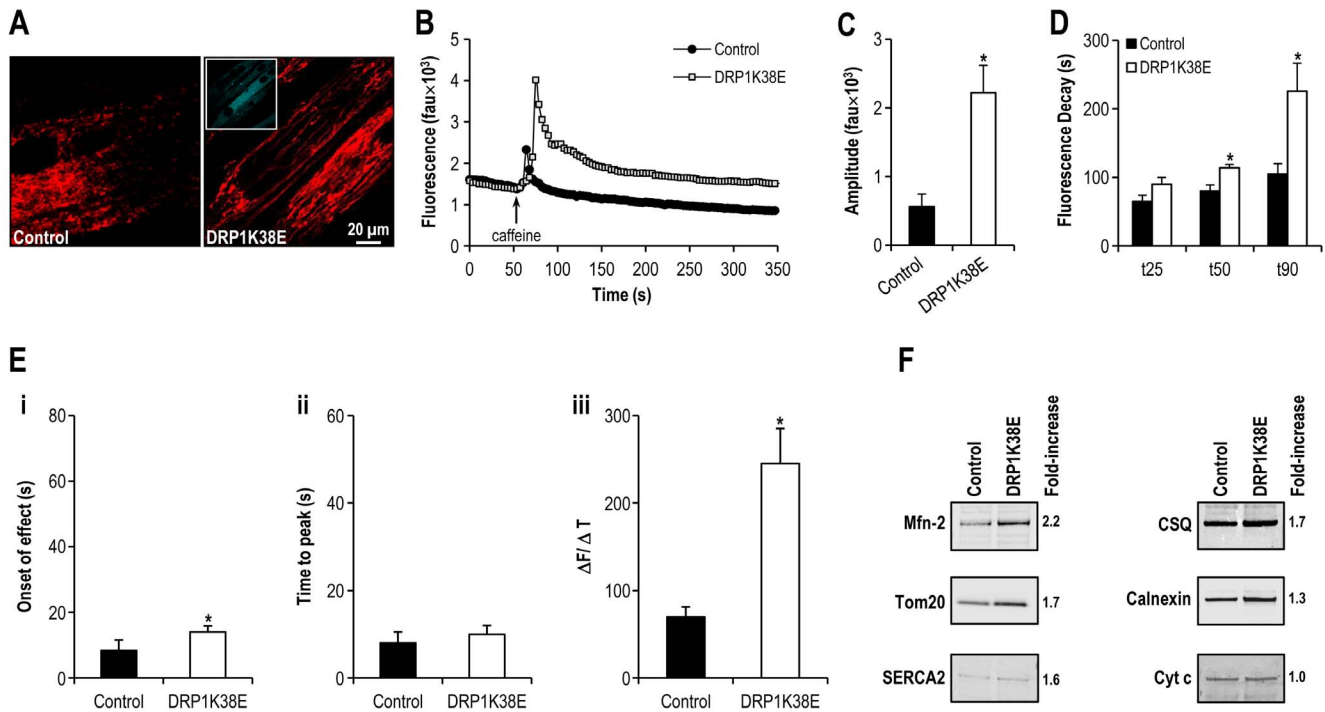 A
Control
DRP1K38E
20 µm
B
Fluorescence (fau×10³)
5
4
3
2
1
0
0
50
100
150
200
250
300
350
Time (s)
caffeine
Control
DRP1K38E
C
Amplitude (fau×10³)
3
2
1
0
*
Control
DRP1K38E
D
Fluorescence Decay (s)
300
200
100
0
Control
DRP1K38E
*
*
t25
t50
t90
E
i
Onset of effect (s)
80
60
40
20
0
*
Control
DRP1K38E
ii
Time to peak (s)
60
40
20
0
Control
DRP1K38E
iii
ΔF/Δ T
300
200
100
0
*
Control
DRP1K38E
F
Control
DRP1K38E
Fold-increase
Mfn-2
2.2
Tom20
1.7
SERCA2
1.6
Control
DRP1K38E
Fold-increase
CSQ
1.7
Calnexin
1.3
Cyt c
1.0